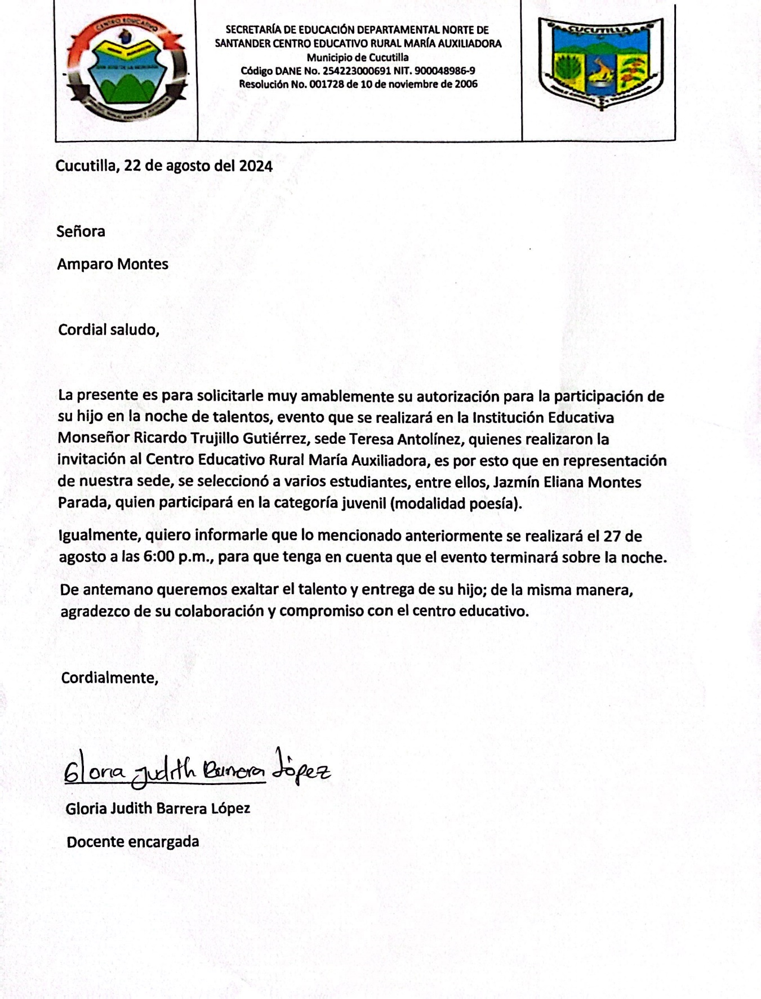 CENTRO EDUCATIVO
SAN JOSE DE LA MONTAÑA
SECRETARÍA DE EDUCACIÓN DEPARTAMENTAL NORTE DE
SANTANDER CENTRO EDUCATIVO RURAL MARÍA AUXILIADORA
Municipio de Cucutilla
Código DANE No. 254223000691 NIT. 900048986-9
Resolución No. 001728 de 10 de noviembre de 2006
CUCUTILLA
Cucutilla, 22 de agosto del 2024
Señora
Amparo Montes
Cordial saludo,
La presente es para solicitarle muy amablemente su autorización para la participación de
su hijo en la noche de talentos, evento que se realizará en la Institución Educativa
Monseñor Ricardo Trujillo Gutiérrez, sede Teresa Antolínez, quienes realizaron la
invitación al Centro Educativo Rural María Auxiliadora, es por esto que en representación
de nuestra sede, se seleccionó a varios estudiantes, entre ellos, Jazmín Eliana Montes
Parada, quien participará en la categoría juvenil (modalidad poesía).
Igualmente, quiero informarle que lo mencionado anteriormente se realizará el 27 de
agosto a las 6:00 p.m., para que tenga en cuenta que el evento terminará sobre la noche.
De antemano queremos exaltar el talento y entrega de su hijo; de la misma manera,
agradezco de su colaboración y compromiso con el centro educativo.
Cordialmente,
Gloria Judith Barrera López
Gloria Judith Barrera López
Docente encargada